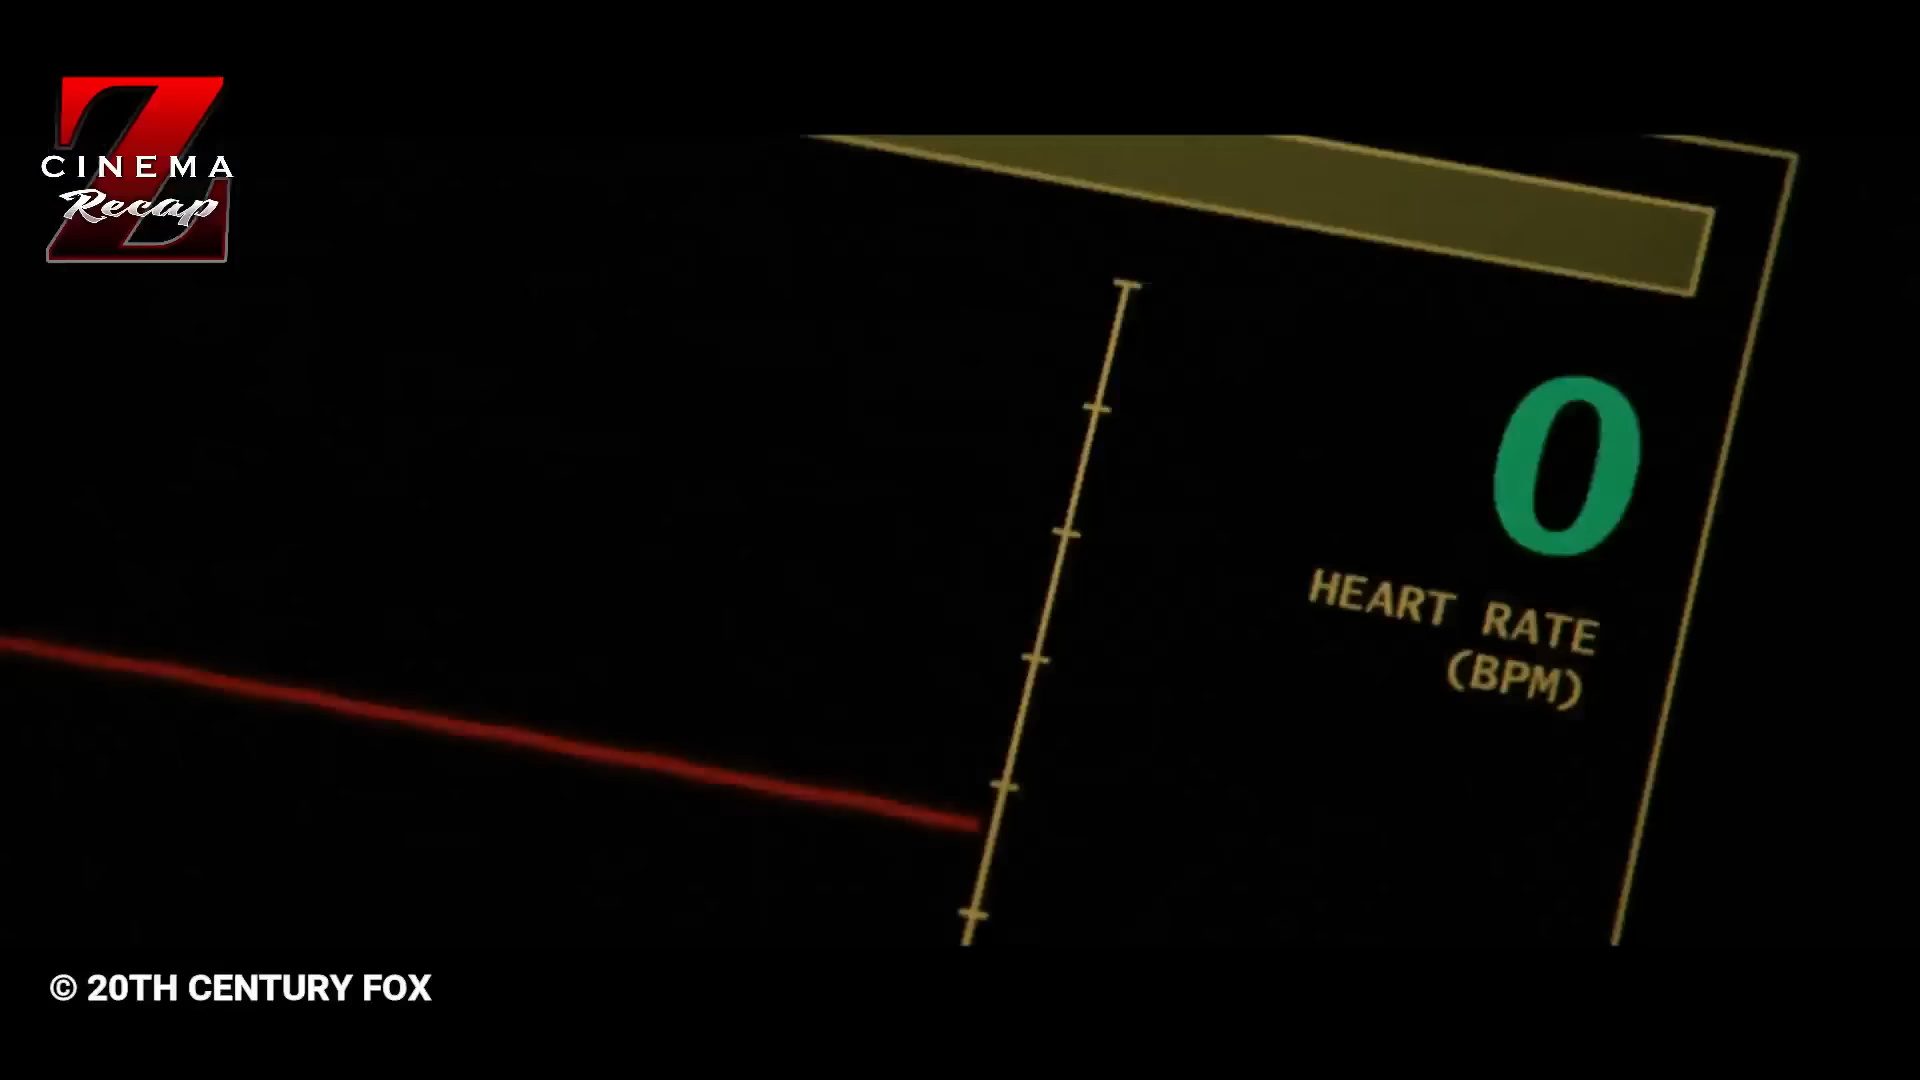 Z
CINEMA
Recap
0
HEART RATE
(BPM)
© 20TH CENTURY FOX